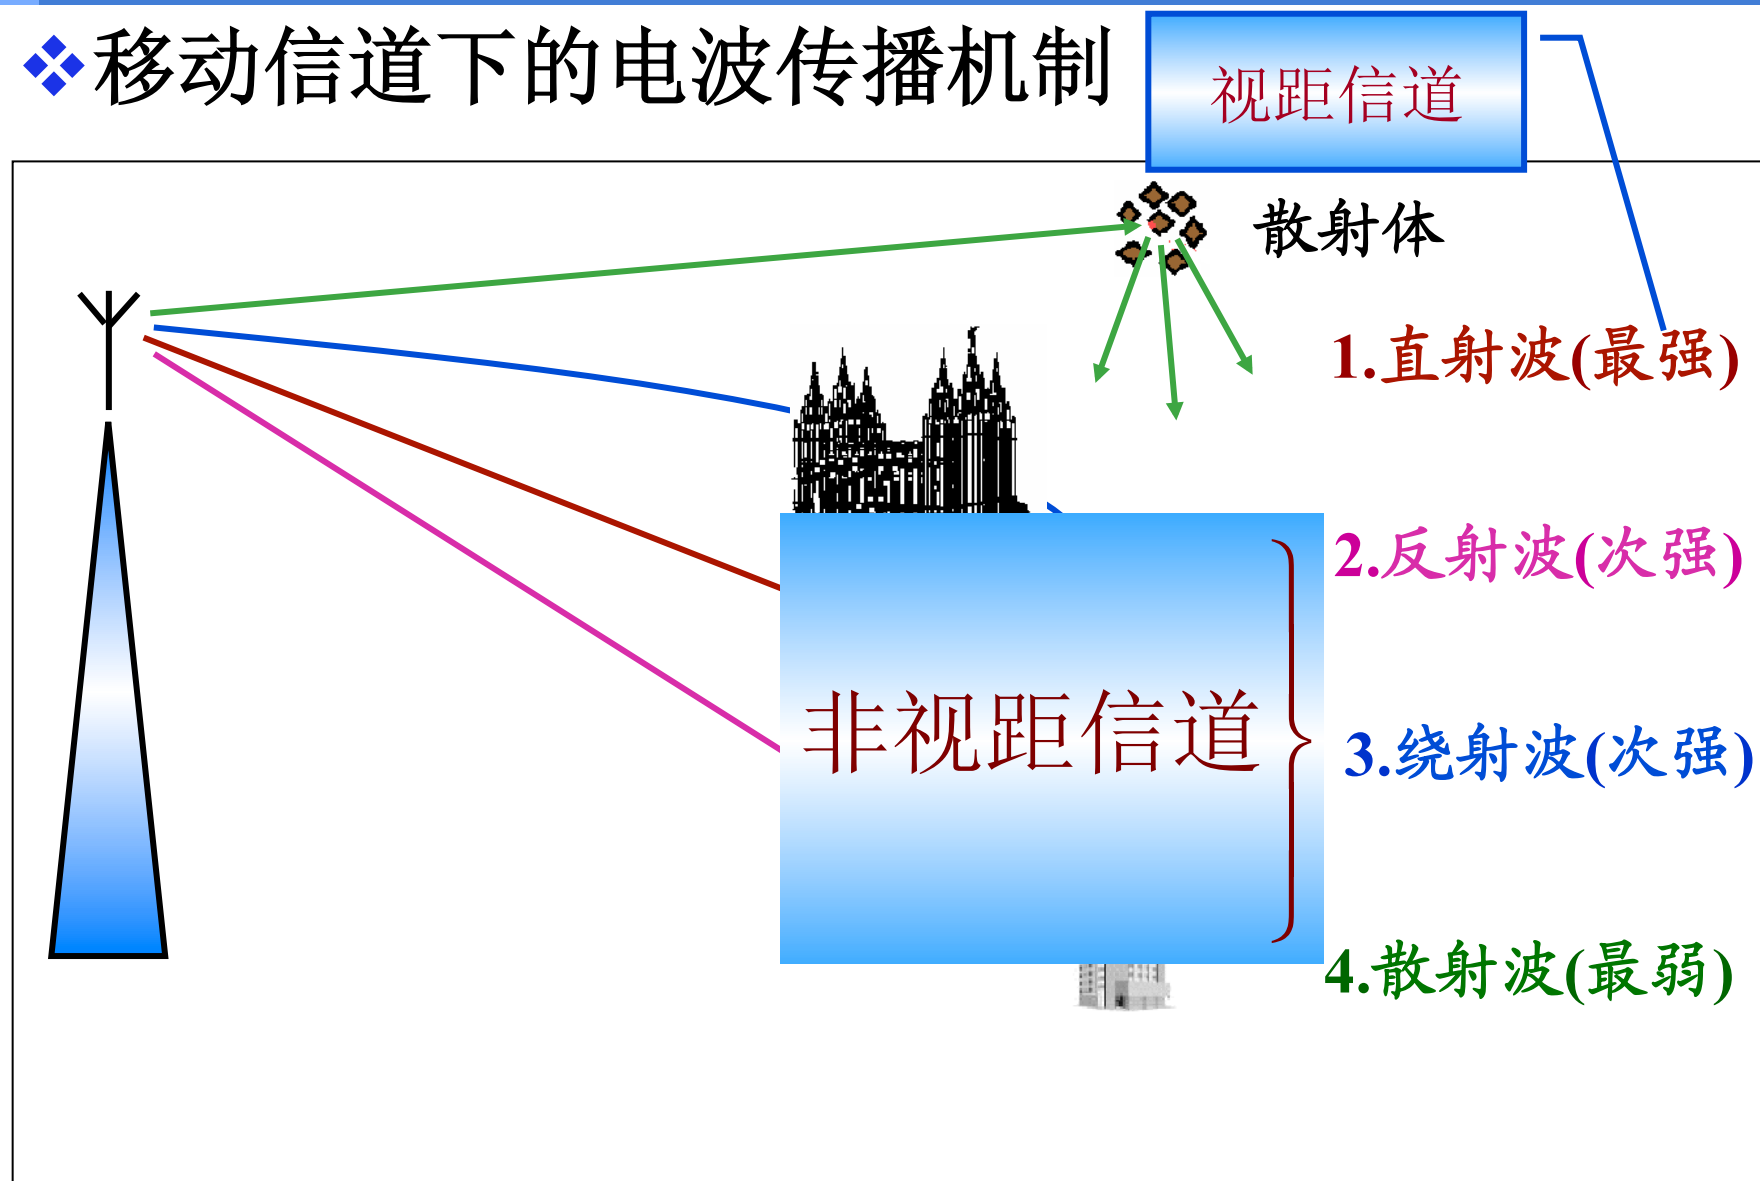 移动信道下的电波传播机制
视距信道
散射体
1.直射波(最强)
2.反射波(次强)
非视距信道
3.绕射波(次强)
4.散射波(最弱)